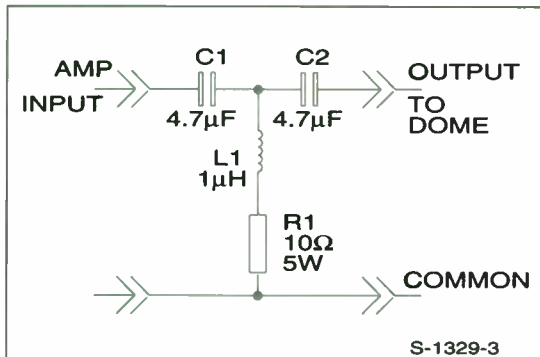 C1
C2
AMP
INPUT
OUTPUT
TO
DOME
4.7µF
4.7µF
L1
1µH
R1
10Ω
5W
COMMON
S-1329-3